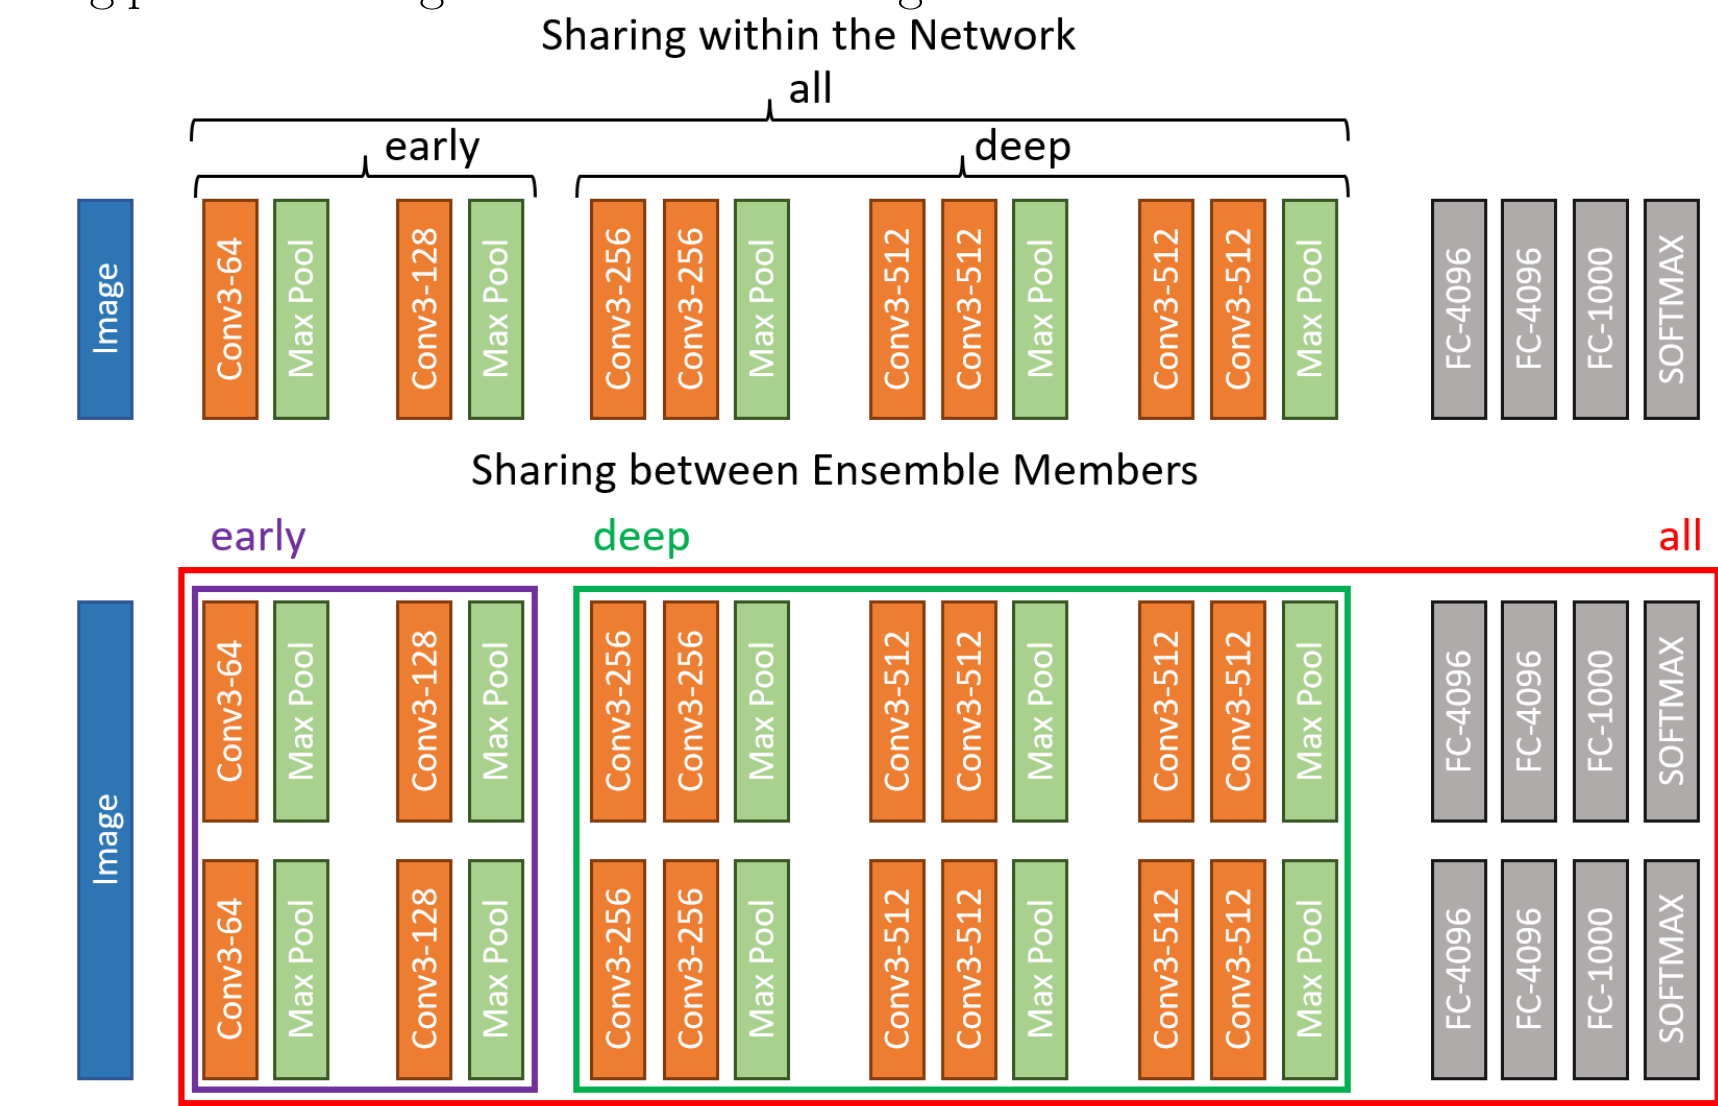 Sharing within the Network
all
early deep
Image Conv3-64 Max Pool Conv3-128 Max Pool Conv3-256 Conv3-256 Max Pool Conv3-512 Conv3-512 Max Pool Conv3-512 Conv3-512 Max Pool FC-4096 FC-4096 FC-1000 SOFTMAX
Sharing between Ensemble Members
early deep all
Image
Conv3-64 Max Pool Conv3-128 Max Pool Conv3-256 Conv3-256 Max Pool Conv3-512 Conv3-512 Max Pool Conv3-512 Conv3-512 Max Pool FC-4096 FC-4096 FC-1000 SOFTMAX
Conv3-64 Max Pool Conv3-128 Max Pool Conv3-256 Conv3-256 Max Pool Conv3-512 Conv3-512 Max Pool Conv3-512 Conv3-512 Max Pool FC-4096 FC-4096 FC-1000 SOFTMAX